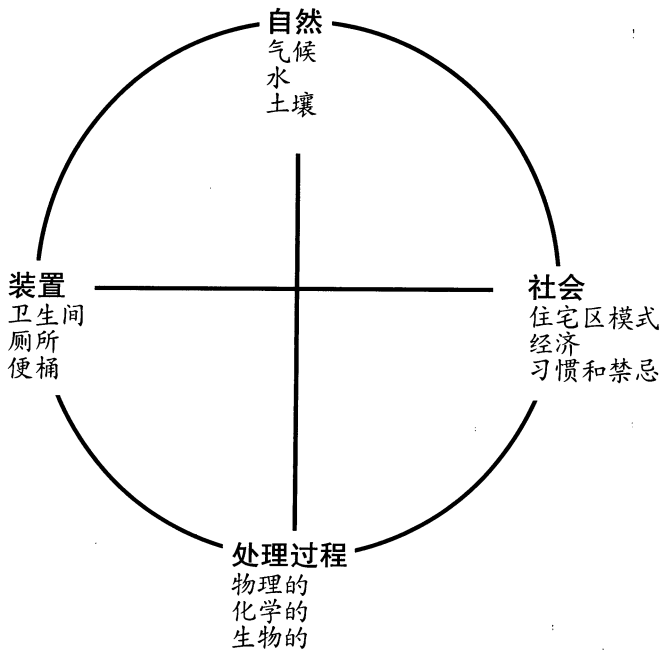 自然
气候
水
土壤
装置
卫生间
厕所
便桶
社会
住宅区模式
经济
习惯和禁忌
处理过程
物理的
化学的
生物的